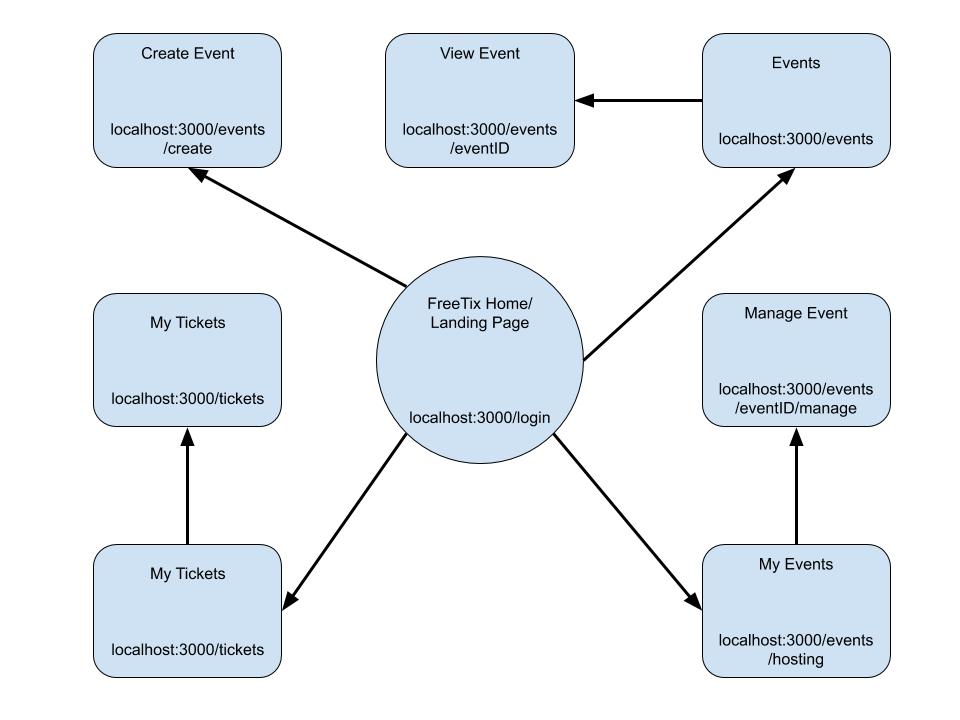 Create Event
localhost:3000/events
/create
View Event
localhost:3000/events
/eventID
Events
localhost:3000/events
My Tickets
localhost:3000/tickets
FreeTix Home/
Landing Page
localhost:3000/login
Manage Event
localhost:3000/events
/eventID/manage
My Tickets
localhost:3000/tickets
My Events
localhost:3000/events
/hosting